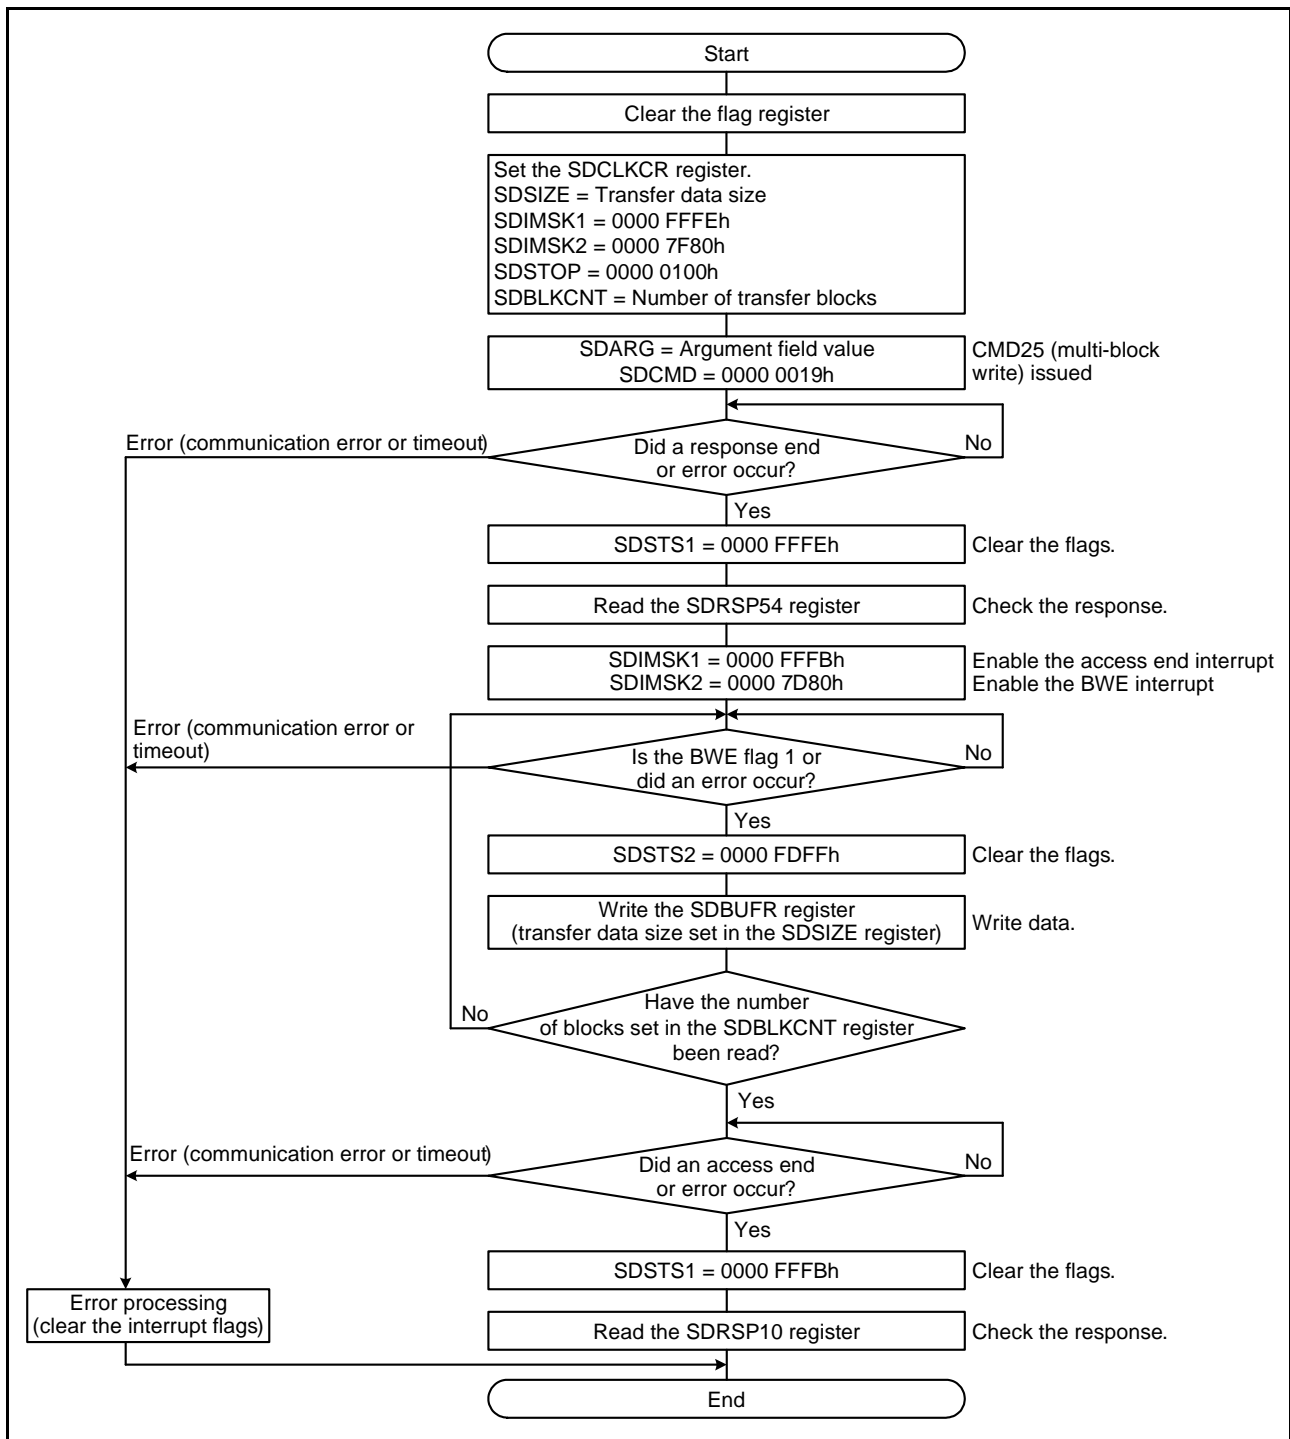 Start
Clear the flag register
Set the SDCLKCR register.
SDSIZE = Transfer data size
SDIMSK1 = 0000 FFFEh
SDIMSK2 = 0000 7F80h
SDSTOP = 0000 0100h
SDBLKCNT = Number of transfer blocks
SDARG = Argument field value
SDCMD = 0000 0019h
CMD25 (multi-block
write) issued
Error (communication error or timeout)
Did a response end
or error occur?
No
Yes
SDSTS1 = 0000 FFFEh
Clear the flags.
Read the SDRSP54 register
Check the response.
SDIMSK1 = 0000 FFFBh
SDIMSK2 = 0000 7D80h
Enable the access end interrupt
Enable the BWE interrupt
Error (communication error or
timeout)
Is the BWE flag 1 or
did an error occur?
No
Yes
SDSTS2 = 0000 FDFFh
Clear the flags.
Write the SDBUFR register
(transfer data size set in the SDSIZE register)
Write data.
No
Have the number
of blocks set in the SDBLKCNT register
been read?
Yes
Error (communication error or timeout)
Did an access end
or error occur?
No
Yes
SDSTS1 = 0000 FFFBh
Clear the flags.
Error processing
(clear the interrupt flags)
Read the SDRSP10 register
Check the response.
End